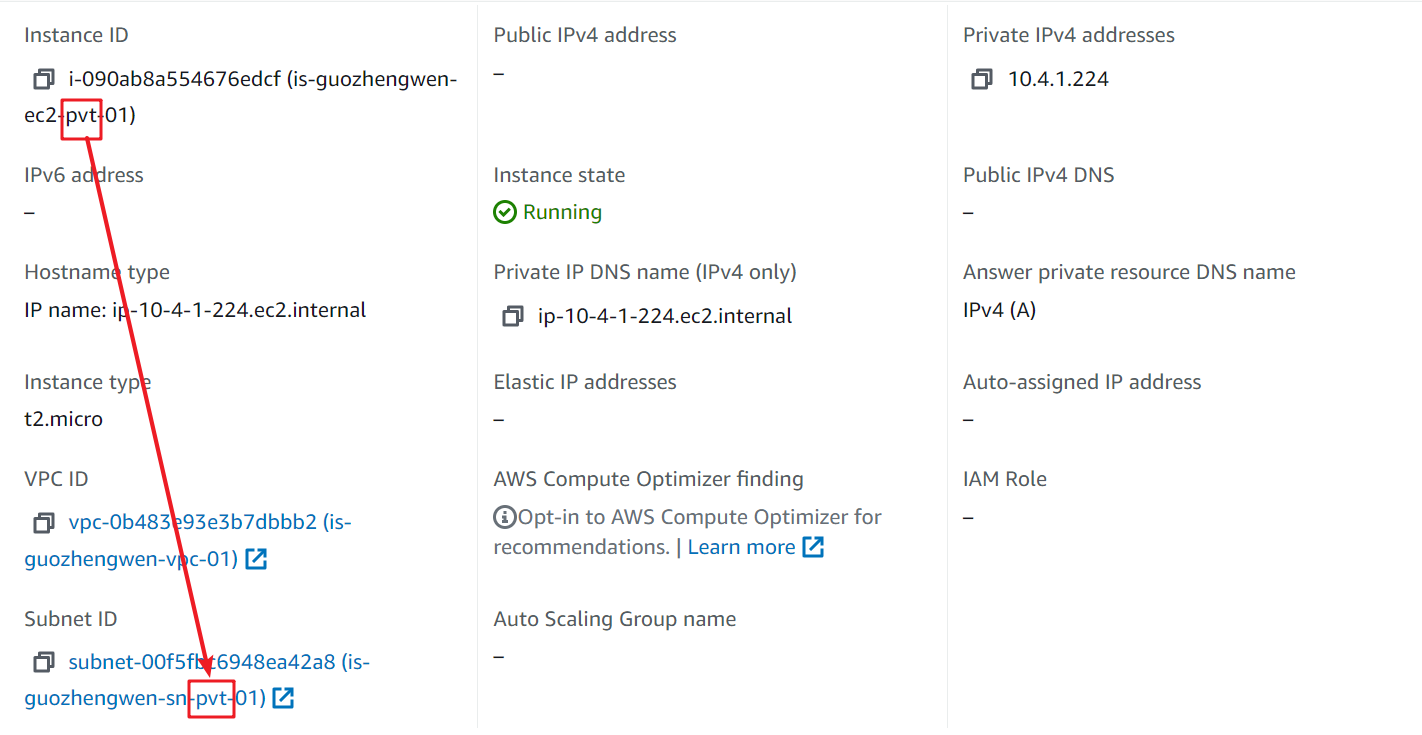 Instance ID
i-090ab8a554676edcf (is-guozhengwen-
ec2-pvt-01)
Public IPv4 address
–
Private IPv4 addresses
10.4.1.224
IPv6 address
–
Instance state
Running
Public IPv4 DNS
–
Hostname type
IP name: ip-10-4-1-224.ec2.internal
Private IP DNS name (IPv4 only)
ip-10-4-1-224.ec2.internal
Answer private resource DNS name
IPv4 (A)
Instance type
t2.micro
Elastic IP addresses
–
Auto-assigned IP address
–
VPC ID
vpc-0b483e93e3b7dbbb2 (is-
guozhengwen-vpc-01)
AWS Compute Optimizer finding
Opt-in to AWS Compute Optimizer for
recommendations. | Learn more
IAM Role
–
Subnet ID
(is-
guozhengwen-sn-pvt-01)
Auto Scaling Group name
–